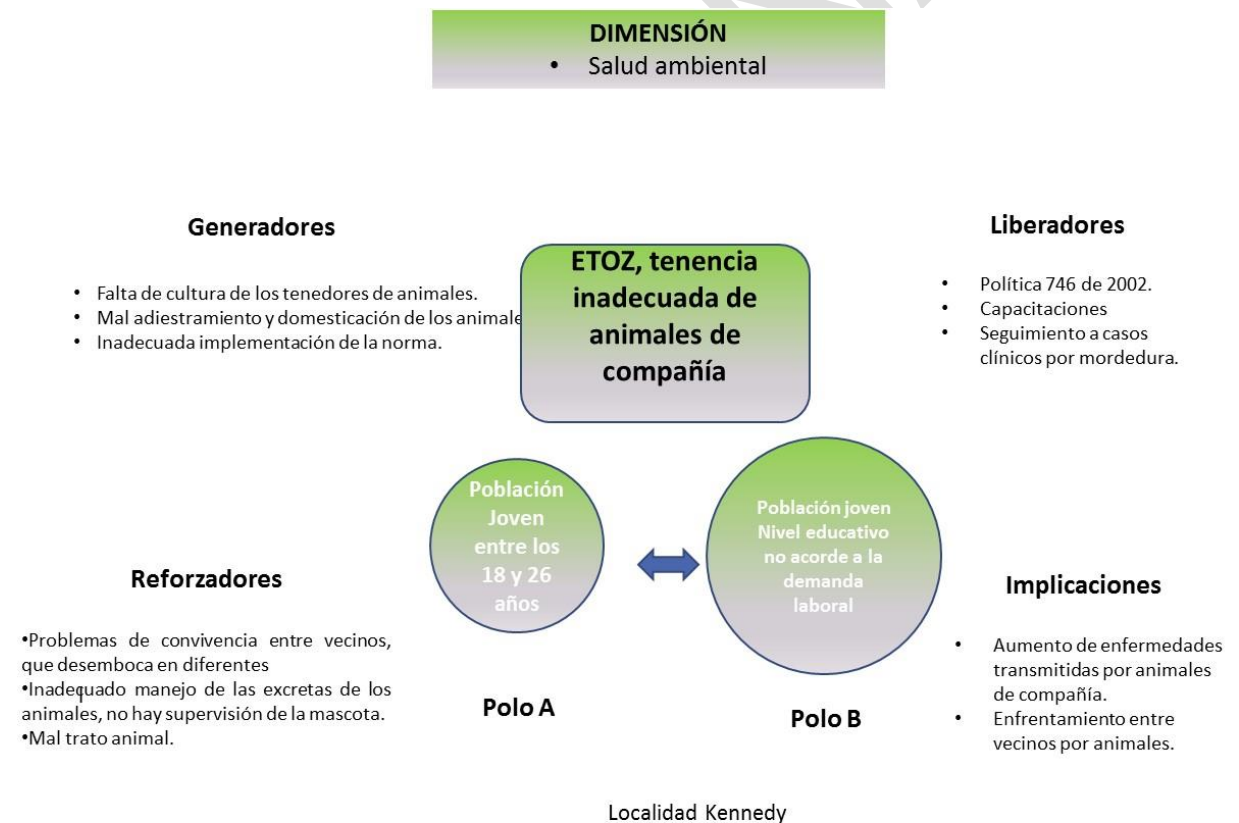 DIMENSIÓN
• Salud ambiental
Generadores
• Falta de cultura de los tenedores de animales.
• Mal adiestramiento y domesticación de los animale
• Inadecuada implementación de la norma.
ETOZ, tenencia
inadecuada de
animales de
compañía
Liberadores
• Política 746 de 2002.
• Capacitaciones
• Seguimiento a casos
clínicos por mordedura.
Población
Joven
entre los
18 y 26
años
Población joven
Nivel educativo
no acorde a la
demanda
laboral
Reforzadores
•Problemas de convivencia entre vecinos,
que desemboca en diferentes
•Inadecuado manejo de las excretas de los
animales, no hay supervisión de la mascota.
•Mal trato animal.
Polo A
Polo B
Implicaciones
• Aumento de enfermedades
transmitidas por animales
de compañía.
• Enfrentamiento entre
vecinos por animales.
Localidad Kennedy